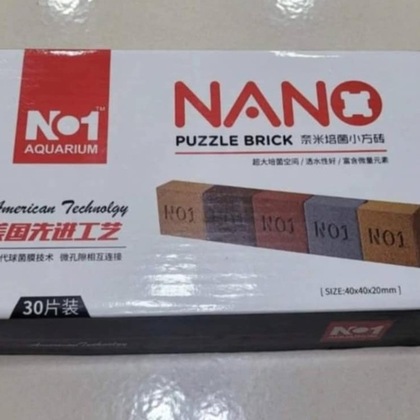 NO1™
AQUARIUM
NANO
PUZZLE BRICK 奈米培菌小方砖
超大培菌空间/透水性好/富含微量元素
American Technolgy
美国先进工艺
代球菌膜技术 微孔隙相互连接
NO1 NO1 NO1 NO1
[ SIZE:40x40x20mm ]
30片装
NO1
AQUARIUM